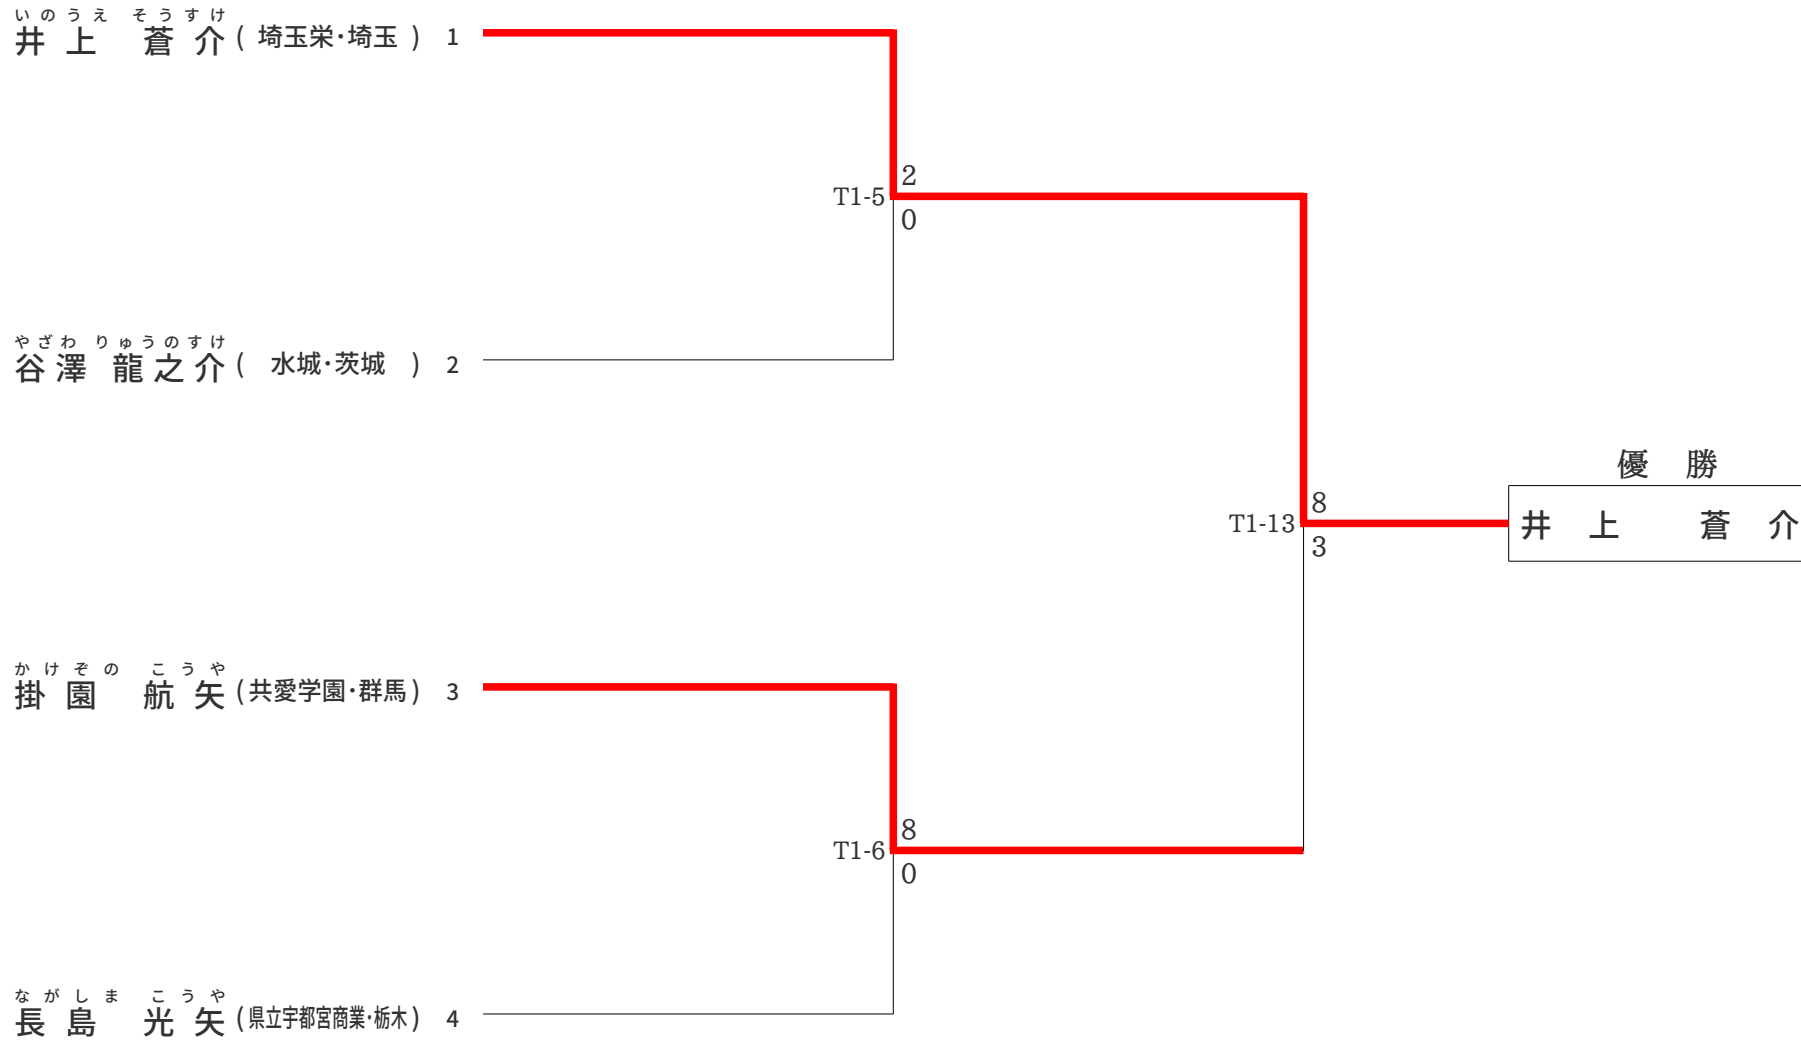 いのうえ そうすけ
井上 蒼介 ( 埼玉栄・埼玉 ) 1
2
T1-5
0
やざわ りゅうのすけ
谷澤 龍之介 ( 水城・茨城 ) 2
優勝
8
T1-13
井上 蒼介
3
かけぞの こうや
掛園 航矢 (共愛学園・群馬) 3
8
T1-6
0
ながしま こうや
長島 光矢 (県立宇都宮商業・栃木) 4